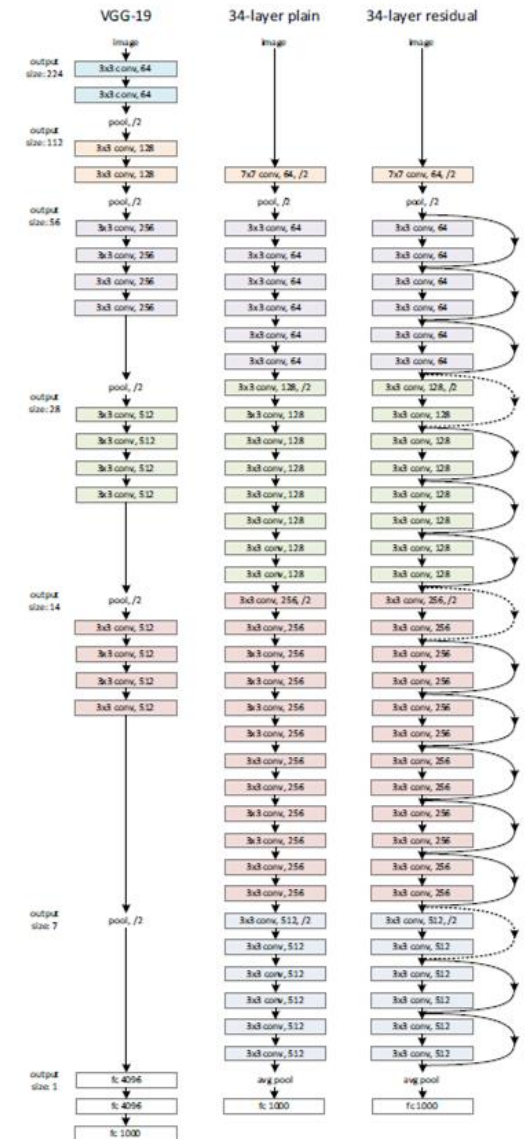 output
size: 224
output
size: 112
output
size: 56
output
size: 28
output
size: 14
output
size: 7
output
size: 1
VGG-19
image
3x3 conv, 64
3x3 conv, 64
pool, /2
3x3 conv, 128
3x3 conv, 128
pool, /2
3x3 conv, 256
3x3 conv, 256
3x3 conv, 256
3x3 conv, 256
pool, /2
3x3 conv, 512
3x3 conv, 512
3x3 conv, 512
3x3 conv, 512
pool, /2
3x3 conv, 512
3x3 conv, 512
3x3 conv, 512
3x3 conv, 512
pool, /2
fc 4096
fc 4096
fc 1000
34-layer plain
image
7x7 conv, 64, /2
pool, /2
3x3 conv, 64
3x3 conv, 64
3x3 conv, 64
3x3 conv, 64
3x3 conv, 64
3x3 conv, 64
3x3 conv, 128, /2
3x3 conv, 128
3x3 conv, 128
3x3 conv, 128
3x3 conv, 128
3x3 conv, 128
3x3 conv, 128
3x3 conv, 128
3x3 conv, 256, /2
3x3 conv, 256
3x3 conv, 256
3x3 conv, 256
3x3 conv, 256
3x3 conv, 256
3x3 conv, 256
3x3 conv, 256
3x3 conv, 256
3x3 conv, 256
3x3 conv, 256
3x3 conv, 256
3x3 conv, 512, /2
3x3 conv, 512
3x3 conv, 512
3x3 conv, 512
3x3 conv, 512
3x3 conv, 512
avg pool
fc 1000
34-layer residual
image
7x7 conv, 64, /2
pool, /2
3x3 conv, 64
3x3 conv, 64
3x3 conv, 64
3x3 conv, 64
3x3 conv, 64
3x3 conv, 64
3x3 conv, 128, /2
3x3 conv, 128
3x3 conv, 128
3x3 conv, 128
3x3 conv, 128
3x3 conv, 128
3x3 conv, 128
3x3 conv, 128
3x3 conv, 256, /2
3x3 conv, 256
3x3 conv, 256
3x3 conv, 256
3x3 conv, 256
3x3 conv, 256
3x3 conv, 256
3x3 conv, 256
3x3 conv, 256
3x3 conv, 256
3x3 conv, 256
3x3 conv, 256
3x3 conv, 512, /2
3x3 conv, 512
3x3 conv, 512
3x3 conv, 512
3x3 conv, 512
3x3 conv, 512
avg pool
fc 1000